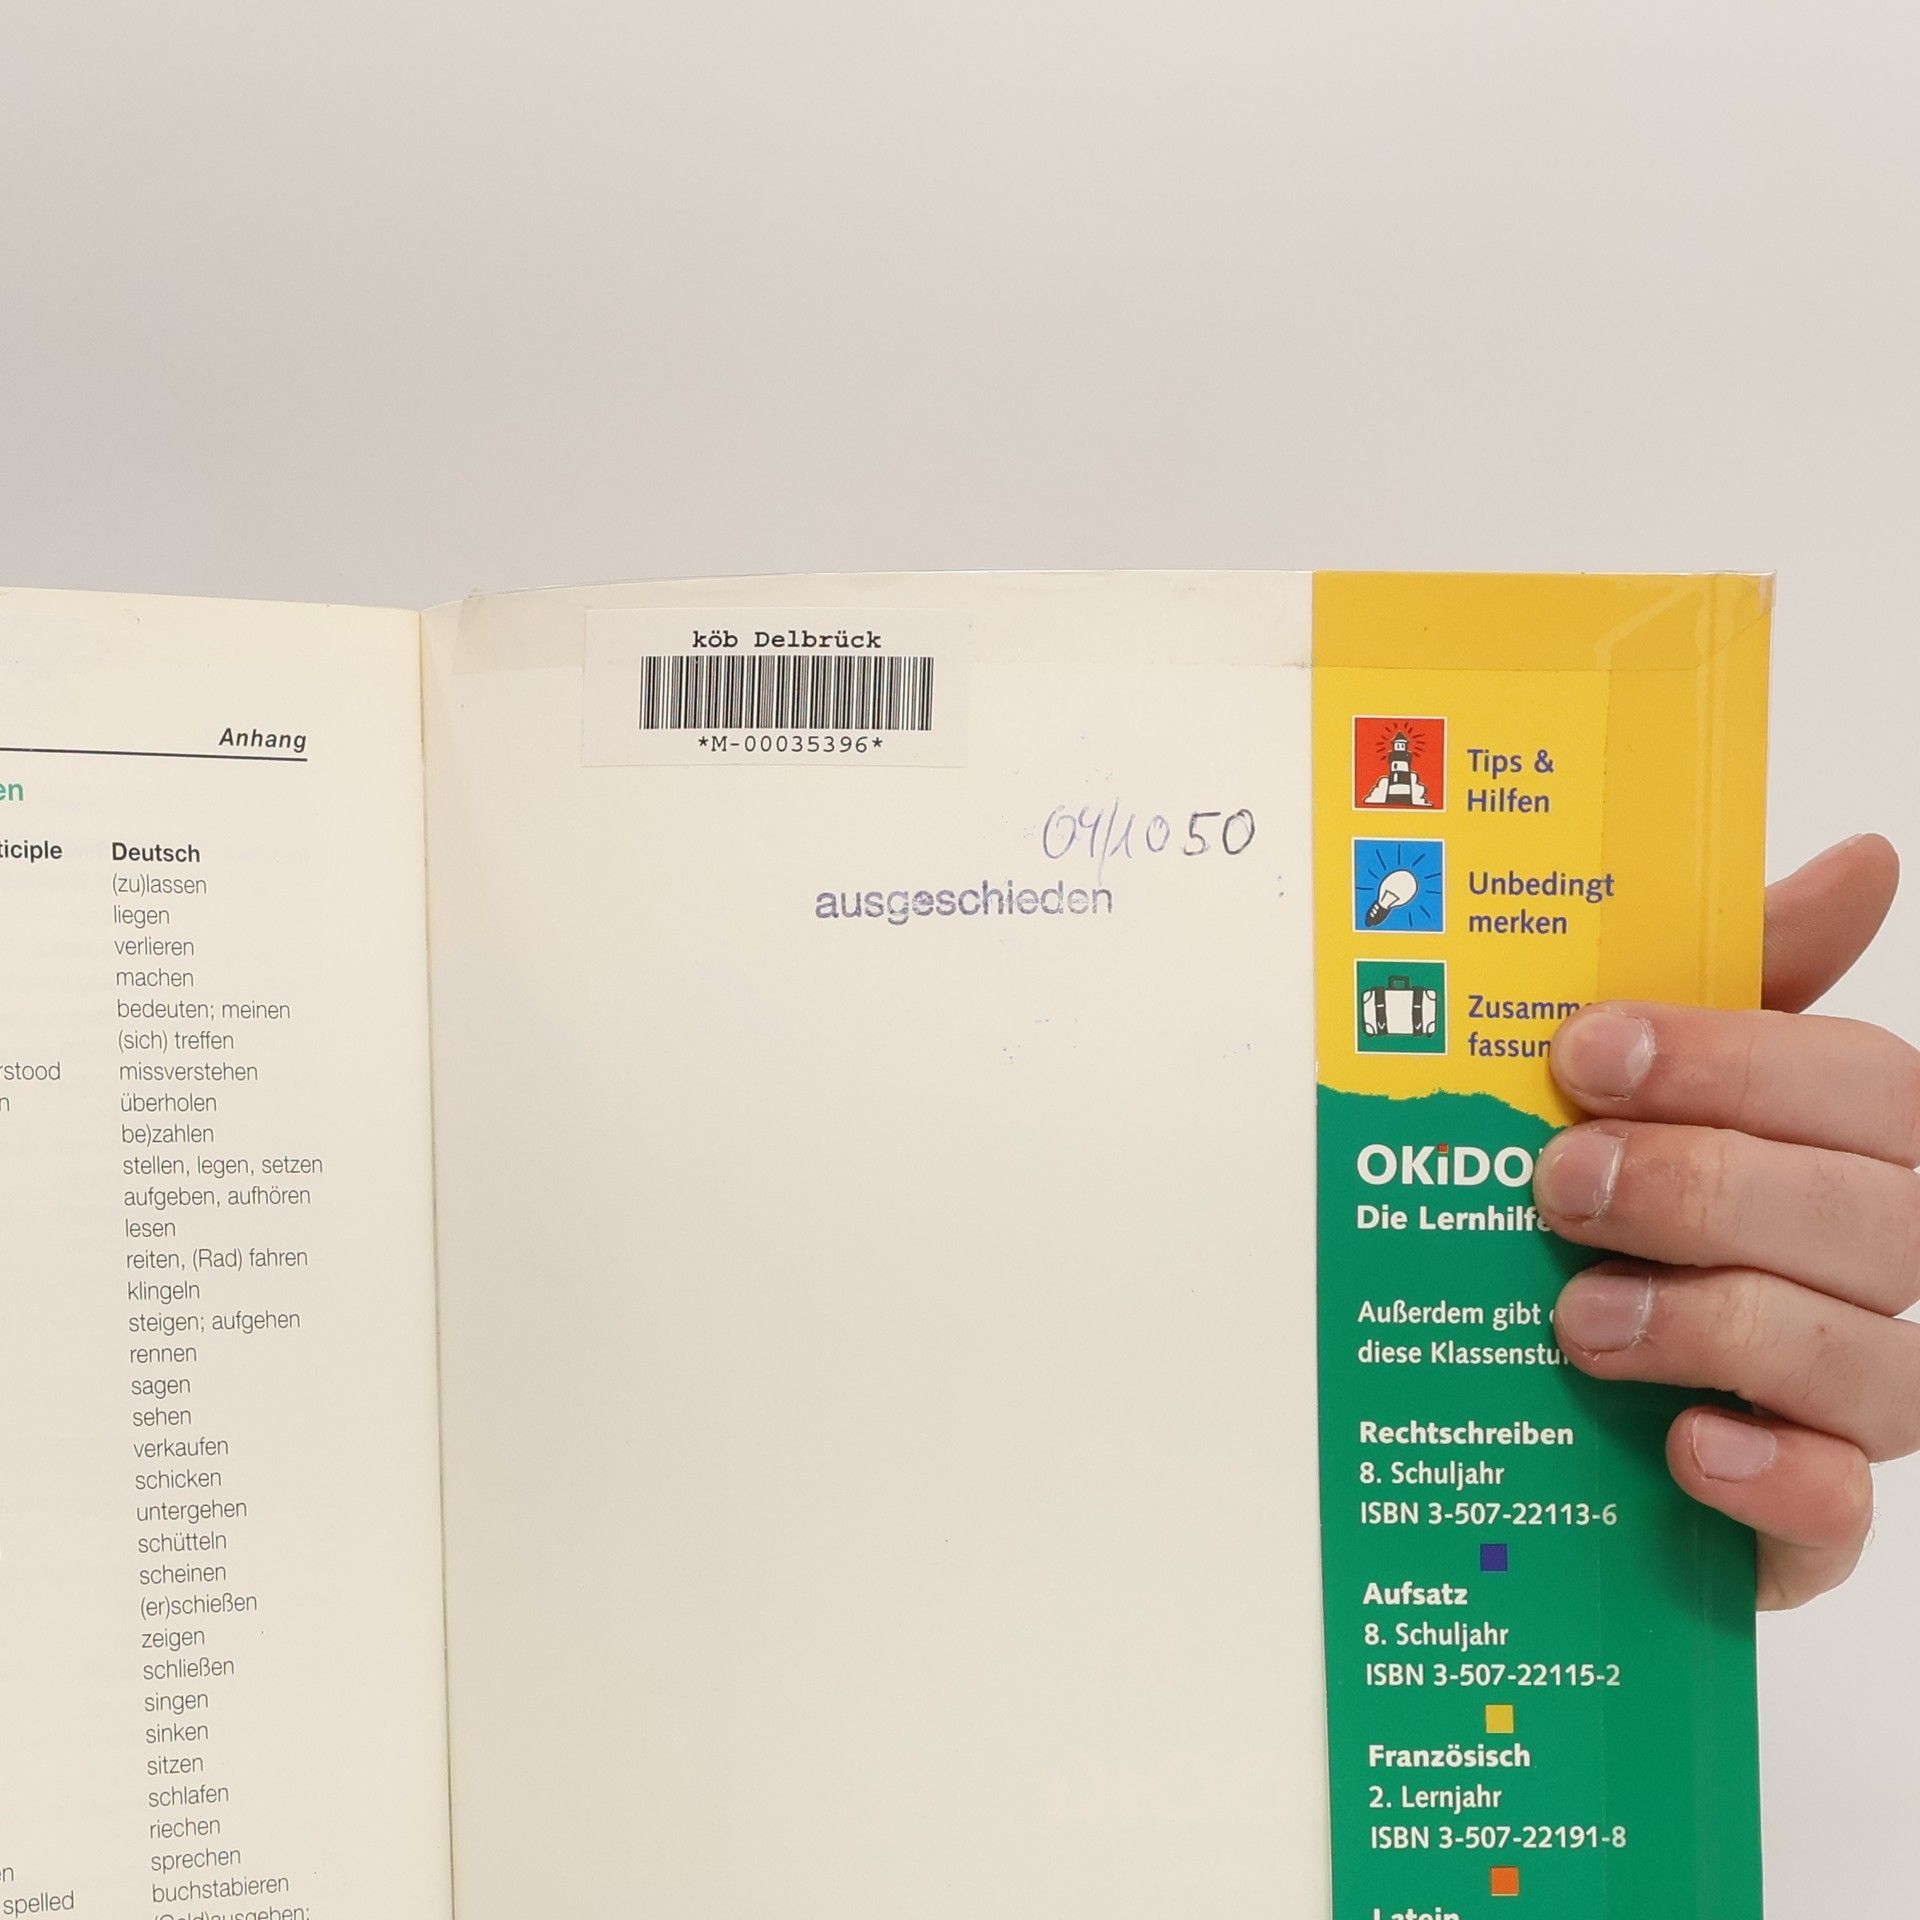 Anhang
en
ticiple
Deutsch
(zu)lassen
liegen
verlieren
machen
bedeuten; meinen
(sich) treffen
rstood
missverstehen
n
überholen
be)zahlen
stellen, legen, setzen
aufgeben, aufhören
lesen
reiten, (Rad) fahren
klingeln
steigen; aufgehen
rennen
sagen
sehen
verkaufen
schicken
untergehen
schütteln
scheinen
(er)schießen
zeigen
schließen
singen
sinken
sitzen
schlafen
riechen
sprechen
en
buchstabieren
spelled
köb Delbrück
*M-00035396*
04/1050
ausgeschieden
Tips &
Hilfen
Unbedingt
merken
Zusamm
fassun
OKiDO
Die Lernhilfe
Außerdem gibt
diese Klassenstu
Rechtschreiben
8. Schuljahr
ISBN 3-507-22113-6
Aufsatz
8. Schuljahr
ISBN 3-507-22115-2
Französisch
2. Lernjahr
ISBN 3-507-22191-8
Latein